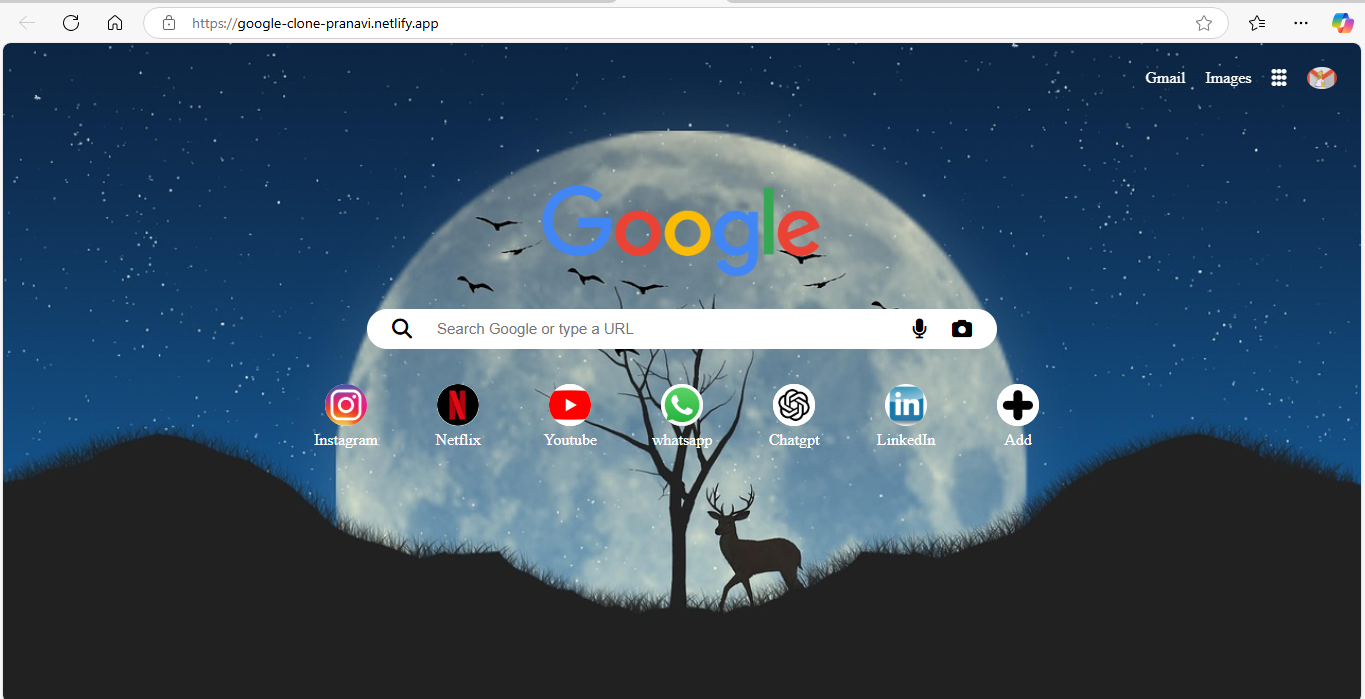 https://google-clone-pranavi.netlify.app
Gmail Images
Google
Search Google or type a URL
Instagram Netflix Youtube whatsapp Chatgpt LinkedIn Add